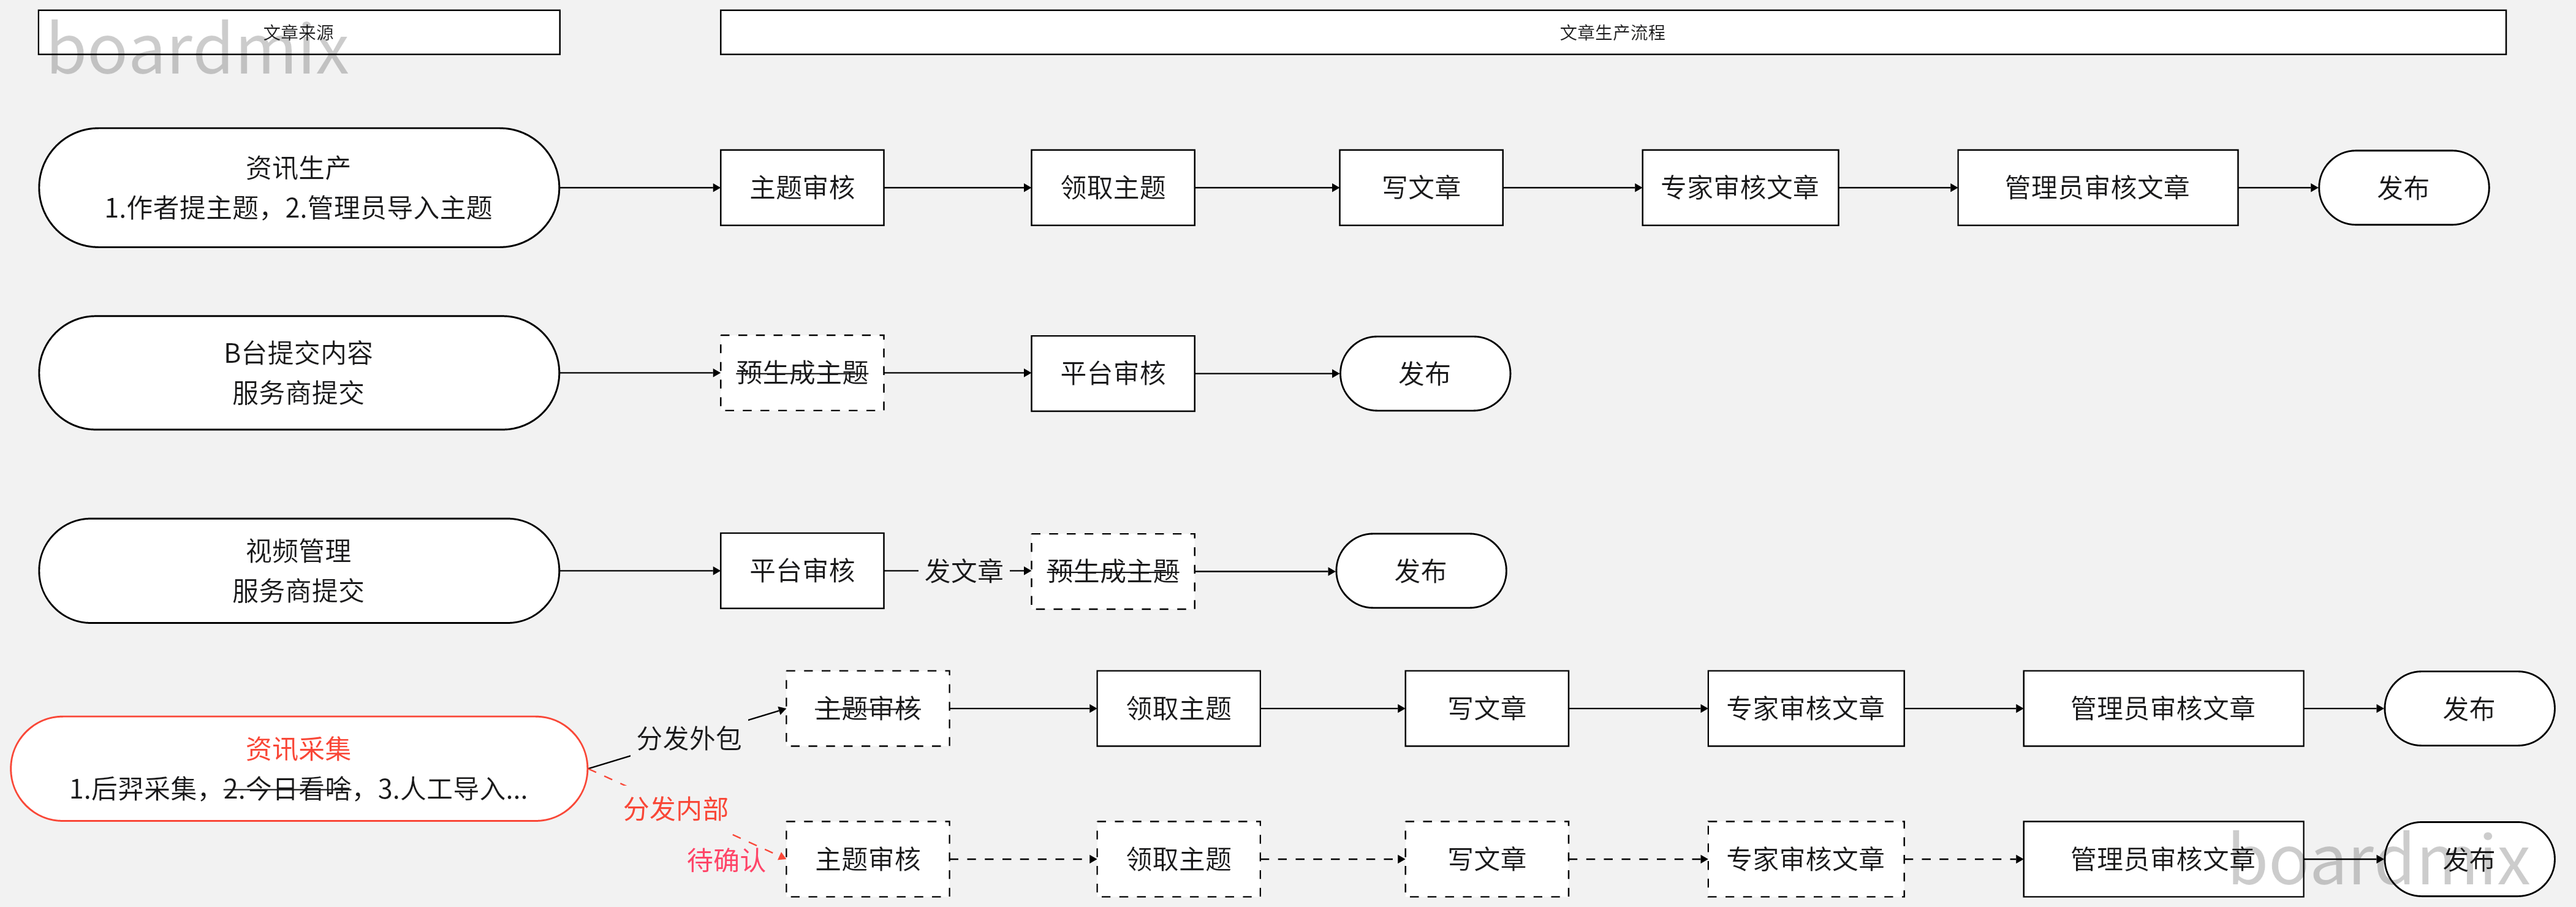 boardmix
文章来源
文章生产流程
资讯生产
1.作者提主题，2.管理员导入主题
主题审核
领取主题
写文章
专家审核文章
管理员审核文章
发布
B台提交内容
服务商提交
预生成主题
平台审核
发布
视频管理
服务商提交
平台审核
发文章
预生成主题
发布
资讯采集
1.后羿采集，2.今日看啥，3.人工导入...
分发外包
主题审核
领取主题
写文章
专家审核文章
管理员审核文章
发布
分发内部
待确认
主题审核
领取主题
写文章
专家审核文章
管理员审核文章
发布
boardmix